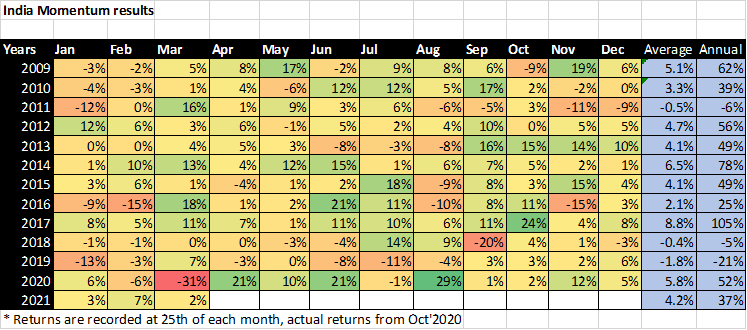 India Momentum results
Years Jan Feb Mar Apr May Jun Jul Aug Sep Oct Nov Dec Average Annual
2009 -3% -2% 5% 8% 17% -2% 9% 8% 6% -9% 19% 6% 5.1% 62%
2010 -4% -3% 1% 4% -6% 12% 12% 5% 17% 2% -2% 0% 3.3% 39%
2011 -12% 0% 16% 1% 9% 3% 6% -6% -5% 3% -11% -9% -0.5% -6%
2012 12% 6% 3% 6% -1% 5% 2% 4% 10% 0% 5% 5% 4.7% 56%
2013 0% 0% 4% 5% 3% -8% -3% -8% 16% 15% 14% 10% 4.1% 49%
2014 1% 10% 13% 4% 12% 15% 1% 6% 7% 5% 2% 1% 6.5% 78%
2015 3% 6% 1% -4% 1% 2% 18% -9% 8% 3% 15% 4% 4.1% 49%
2016 -9% -15% 18% 1% 2% 21% 11% -10% 8% 11% -15% 3% 2.1% 25%
2017 8% 5% 11% 7% 1% 11% 10% 6% 11% 24% 4% 8% 8.8% 105%
2018 -1% -1% 0% 0% -3% -4% 14% 9% -20% 4% 1% -3% -0.4% -5%
2019 -13% -3% 7% -3% 0% -8% -11% -4% 3% 3% 2% 6% -1.8% -21%
2020 6% -6% -31% 21% 10% 21% -1% 29% 1% 2% 12% 5% 5.8% 52%
2021 3% 7% 2% 4.2% 37%
* Returns are recorded at 25th of each month, actual returns from Oct'2020